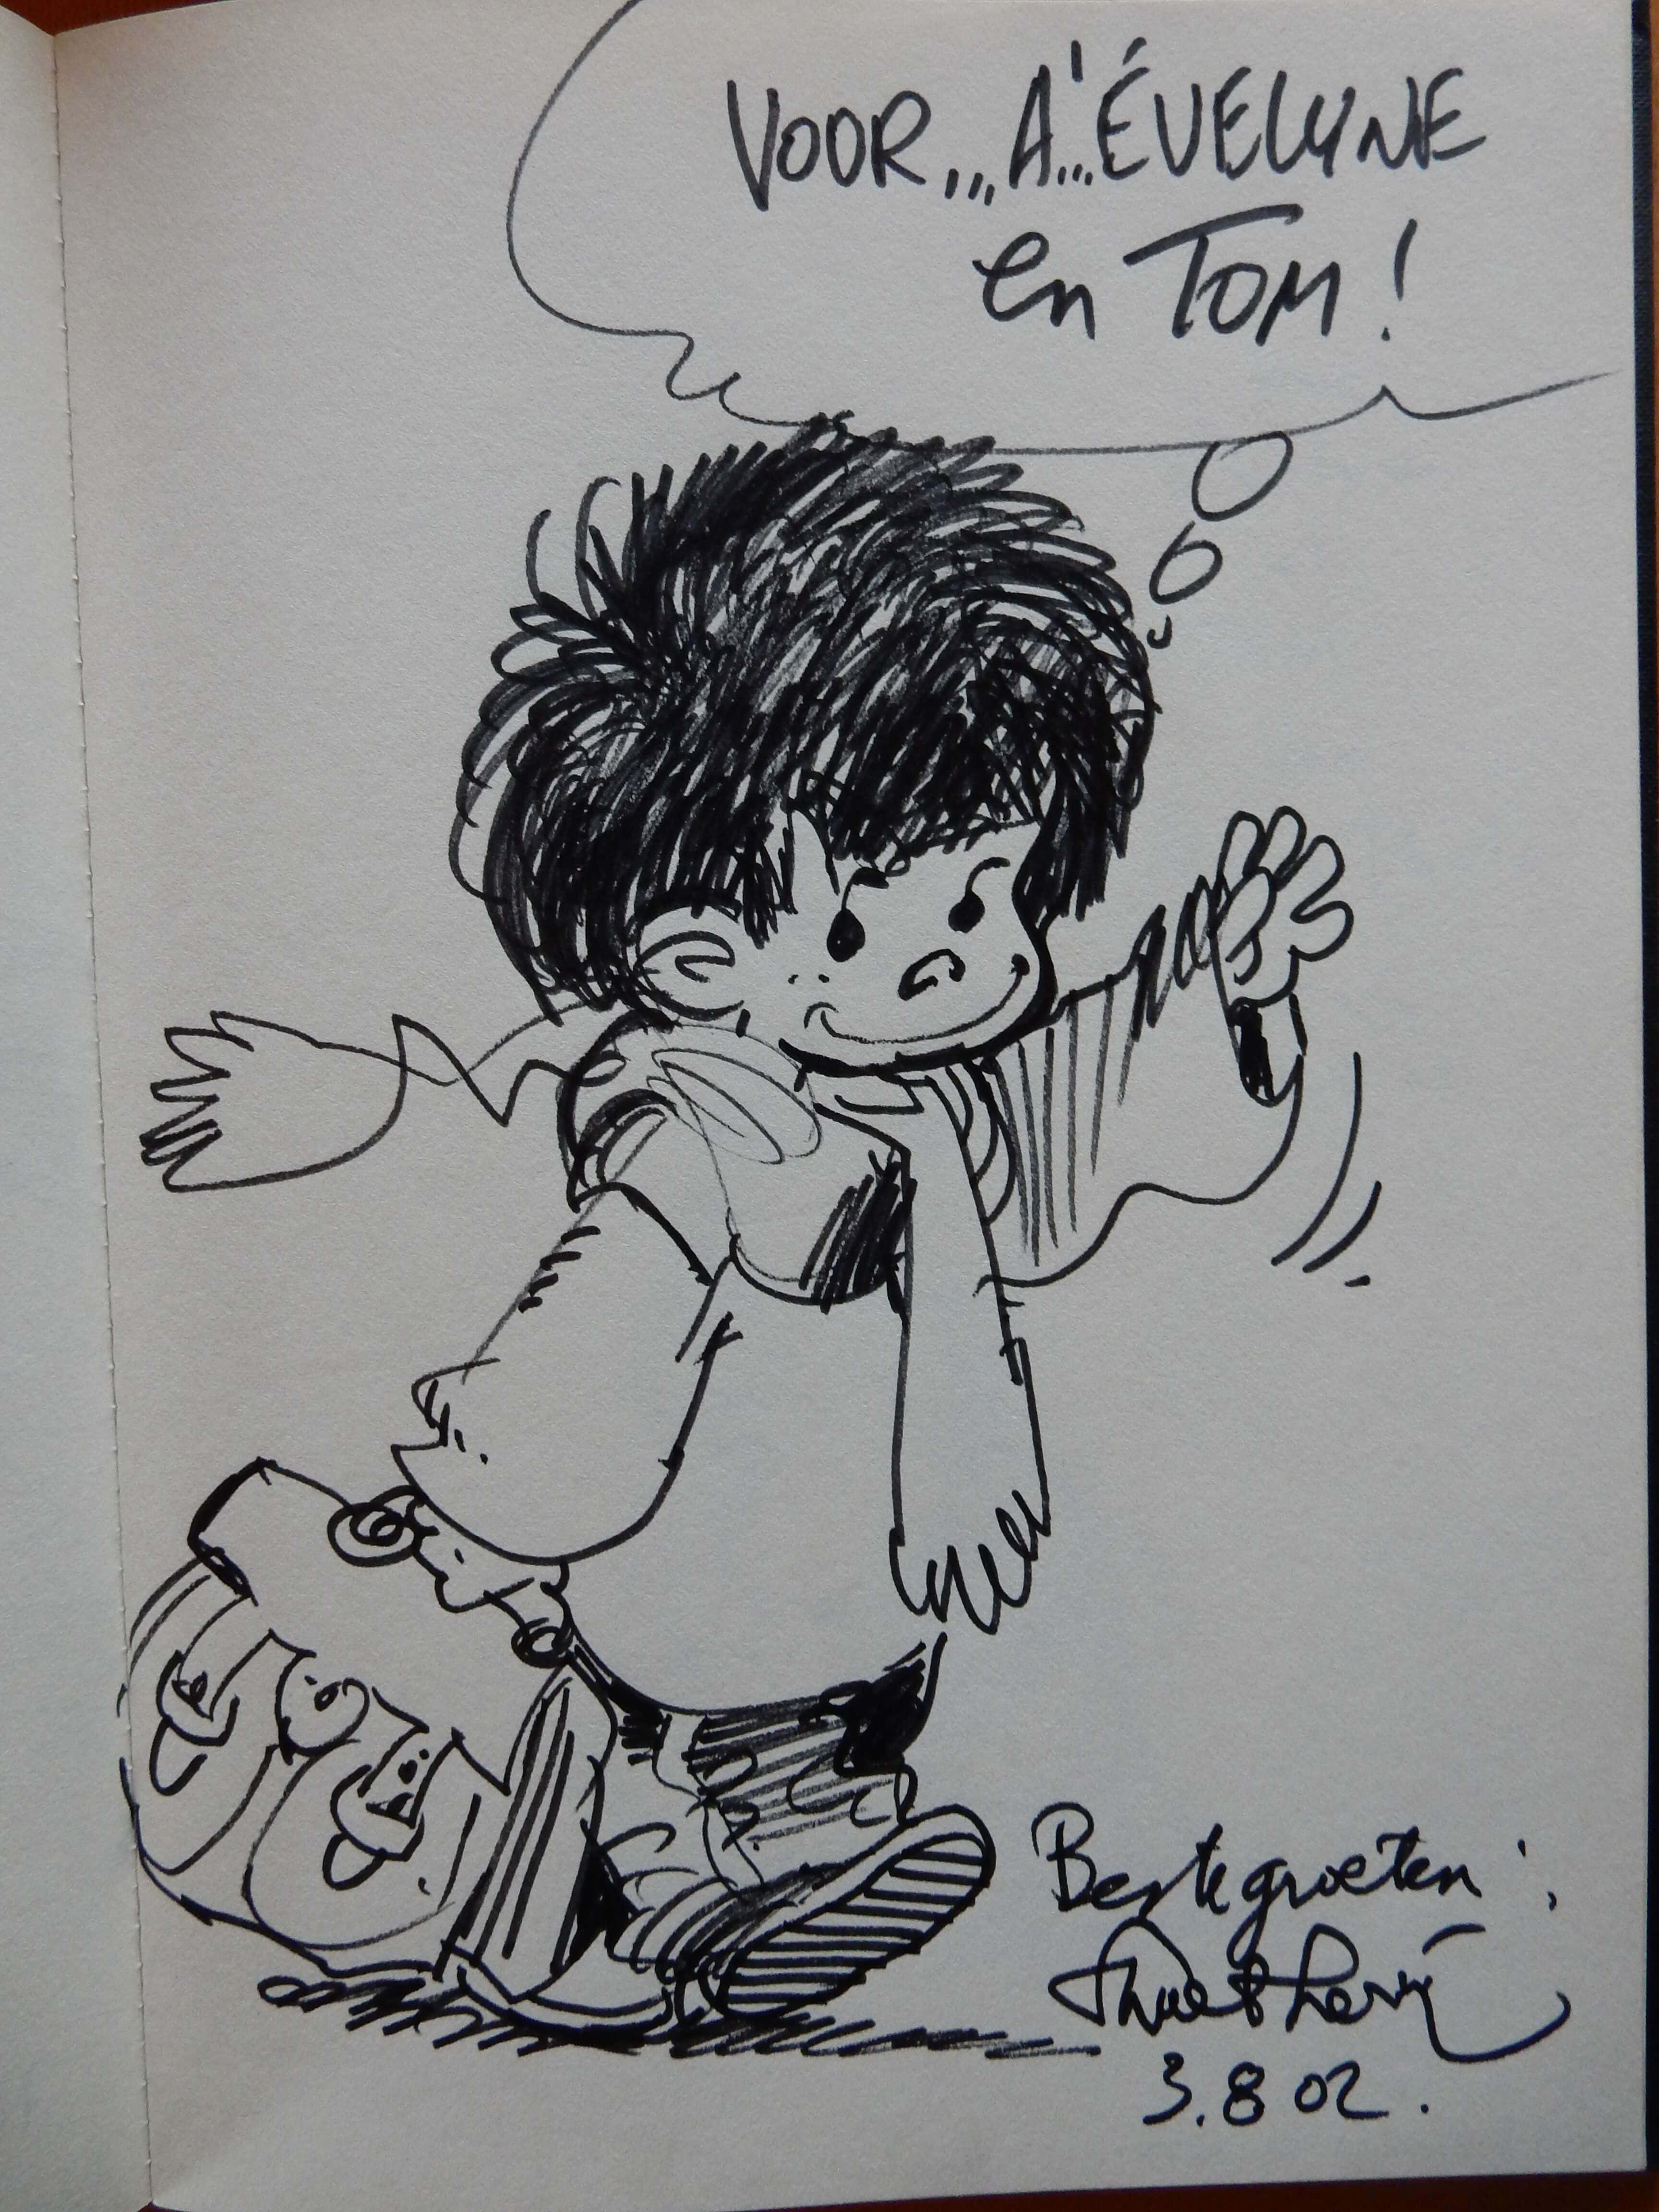 VOOR,,, A'... ÉVELYNE
en TOM !
Beste groeten :
3.8 02.